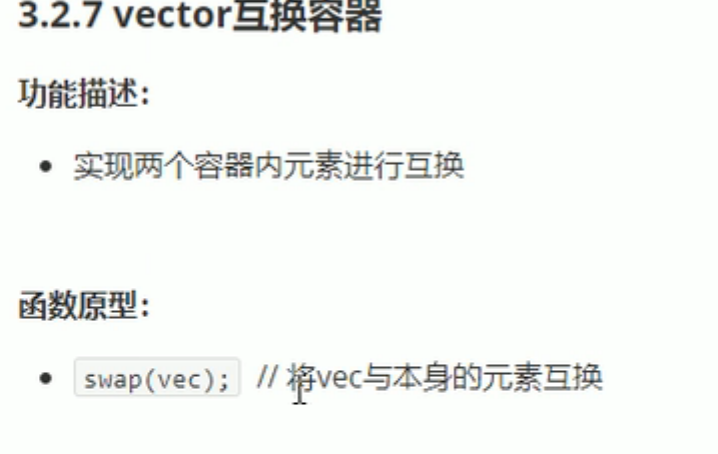 3.2.7 vector互换容器
功能描述：
• 实现两个容器内元素进行互换
函数原型：
• swap(vec); // 将vec与本身的元素互换